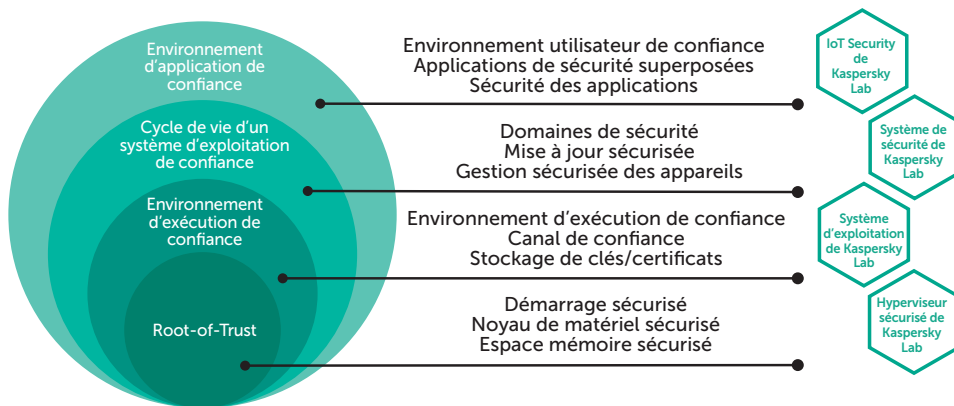 Environnement
d'application de
confiance
Cycle de vie d'un
système d'exploitation
de confiance
Environnement
d'exécution de
confiance
Root-of-Trust
Environnement utilisateur de confiance
Applications de sécurité superposées
Sécurité des applications
Domaines de sécurité
Mise à jour sécurisée
Gestion sécurisée des appareils
Environnement d'exécution de confiance
Canal de confiance
Stockage de clés/certificats
Démarrage sécurisé
Noyau de matériel sécurisé
Espace mémoire sécurisé
IoT Security
de
Kaspersky
Lab
Système de
sécurité de
Kaspersky
Lab
Système
d'exploitation
de Kaspersky
Lab
Hyperviseur
sécurisé de
Kaspersky
Lab